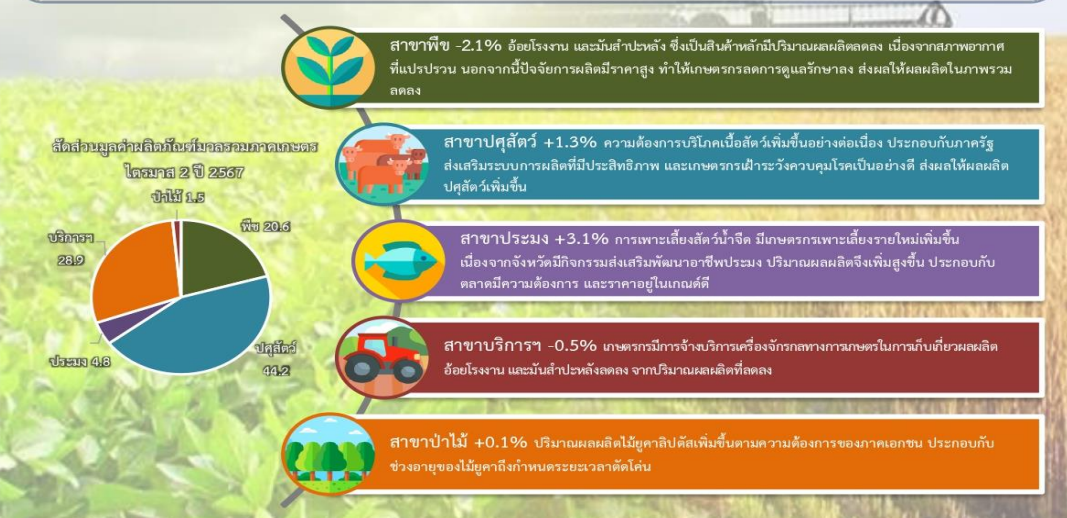 สาขาพืช -2.1% อ้อยโรงงาน และมันสำปะหลัง ซึ่งเป็นสินค้าหลักมีปริมาณผลผลิตลดลง เนื่องจากสภาพอากาศ
ที่แปรปรวน นอกจากนี้ปัจจัยการผลิตมีราคาสูง ทำให้เกษตรกรลดการดูแลรักษาลง ส่งผลให้ผลผลิตในภาพรวม
ลดลง
สาขาปศุสัตว์ +1.3% ความต้องการบริโภคเนื้อสัตว์เพิ่มขึ้นอย่างต่อเนื่อง ประกอบกับภาครัฐ
ส่งเสริมระบบการผลิตที่มีประสิทธิภาพ และเกษตรกรเฝ้าระวังควบคุมโรคเป็นอย่างดี ส่งผลให้ผลผลิต
ปศุสัตว์เพิ่มขึ้น
สาขาประมง +3.1% การเพาะเลี้ยงสัตว์น้ำจืด มีเกษตรกรเพาะเลี้ยงรายใหม่เพิ่มขึ้น
เนื่องจากจังหวัดมีกิจกรรมส่งเสริมพัฒนาอาชีพประมง ปริมาณผลผลิตจึงเพิ่มสูงขึ้น ประกอบกับ
ตลาดมีความต้องการ และราคาอยู่ในเกณฑ์ดี
สาขาบริการฯ -0.5% เกษตรกรมีการจ้างบริการเครื่องจักรกลทางการเกษตรในการเก็บเกี่ยวผลผลิต
อ้อยโรงงาน และมันสำปะหลังลดลง จากปริมาณผลผลิตที่ลดลง
สาขาป่าไม้ +0.1% ปริมาณผลผลิตไม้ยูคาลิปตัสเพิ่มขึ้นตามความต้องการของภาคเอกชน ประกอบกับ
ช่วงอายุของไม้ยูคาถึงกำหนดระยะเวลาตัดโค่น
สัดส่วนมูลค่าผลิตภัณฑ์มวลรวมภาคเกษตร
ไตรมาส 2 ปี 2567
ป่าไม้ 1.5
พืช 20.6
บริการฯ
28.9
ประมง 4.8
ปศุสัตว์
44.2